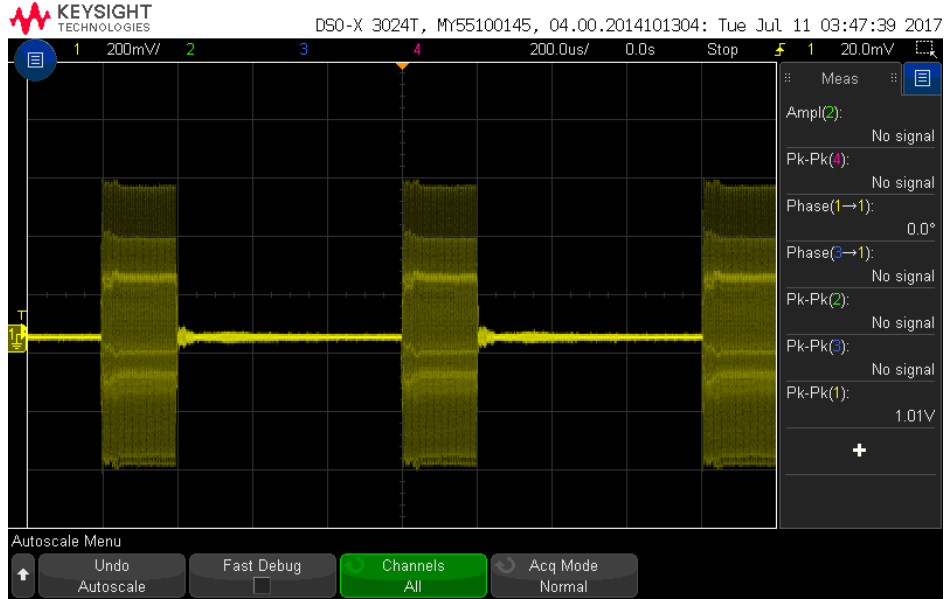 KEYSIGHT
TECHNOLOGIES
DSO-X 3024T, MY55100145, 04.00.2014101304: Tue Jul 11 03:47:39 2017
1 200mV/ 2 3 4 200.0us/ 0.0s Stop 1 20.0mV
Meas
Ampl(2):
No signal
Pk-Pk(4):
No signal
Phase(1→1):
0.0°
Phase(3→1):
No signal
Pk-Pk(2):
No signal
Pk-Pk(3):
No signal
Pk-Pk(1):
1.01V
+
T
1
Autoscale Menu
Undo
Autoscale
Fast Debug
Channels
All
Acq Mode
Normal